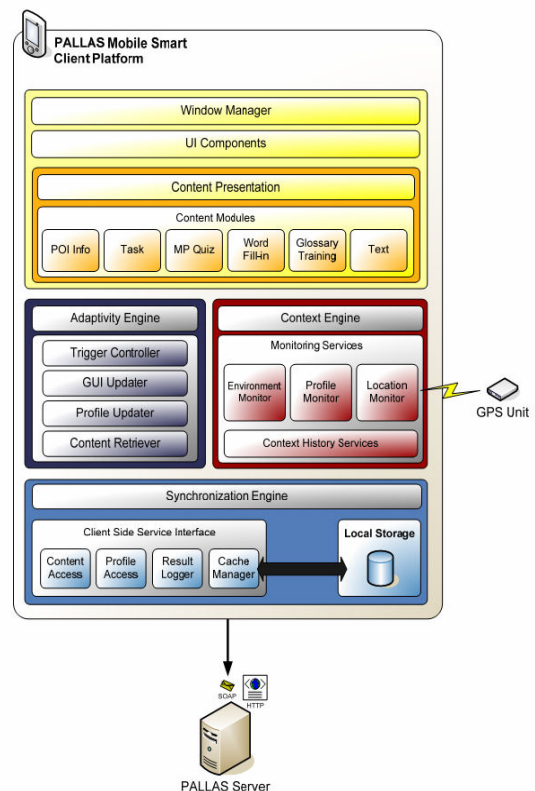 PALLAS Mobile Smart
Client Platform
Window Manager
UI Components
Content Presentation
Content Modules
POI Info
Task
MP Quiz
Word
Fill-in
Glossary
Training
Text
Adaptivity Engine
Trigger Controller
GUI Updater
Profile Updater
Content Retriever
Context Engine
Monitoring Services
Environment
Monitor
Profile
Monitor
Location
Monitor
Context History Services
GPS Unit
Synchronization Engine
Client Side Service Interface
Content
Access
Profile
Access
Result
Logger
Cache
Manager
Local Storage
SOAP
HTTP
PALLAS Server